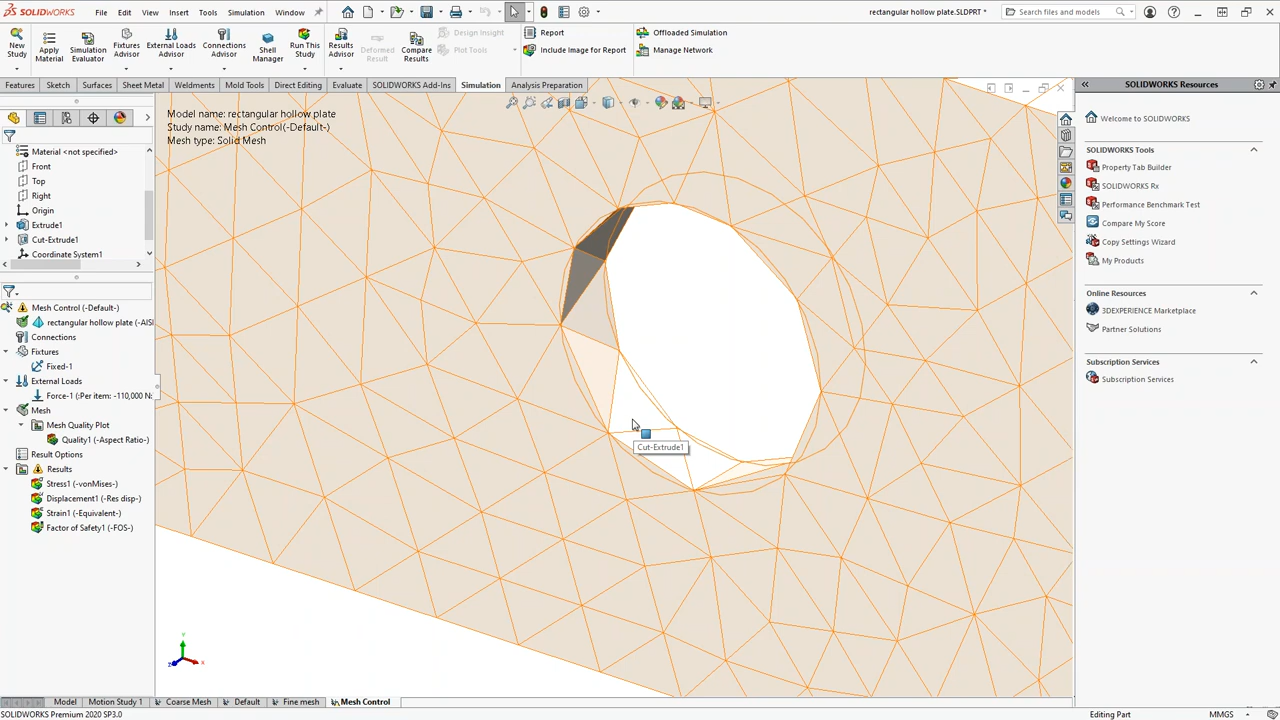 SOLIDWORKS File Edit View Insert Tools Simulation Window rectangular hollow plate.SLDPRT * Search files and models
New Study
Apply Material
Simulation Evaluator
Fixtures Advisor
External Loads Advisor
Connections Advisor
Shell Manager
Run This Study
Results Advisor
Deformed Result
Compare Results
Design Insight
Plot Tools
Report
Include Image for Report
Offloaded Simulation
Manage Network
Features Sketch Surfaces Sheet Metal Weldments Mold Tools Direct Editing Evaluate SOLIDWORKS Add-Ins Simulation Analysis Preparation
Material <not specified>
Front
Top
Right
Origin
Extrude1
Cut-Extrude1
Coordinate System1
Mesh Control (-Default-)
rectangular hollow plate (-AISI
Connections
Fixtures
Fixed-1
External Loads
Force-1 (:Per item: -110,000 N:
Mesh
Mesh Quality Plot
Quality1 (-Aspect Ratio-)
Result Options
Results
Stress1 (-vonMises-)
Displacement1 (-Res disp-)
Strain1 (-Equivalent-)
Factor of Safety1 (-FOS-)
Model name: rectangular hollow plate
Study name: Mesh Control(-Default-)
Mesh type: Solid Mesh
Cut-Extrude1
Y
X
Z
SOLIDWORKS Resources
Welcome to SOLIDWORKS
SOLIDWORKS Tools
Property Tab Builder
SOLIDWORKS Rx
Performance Benchmark Test
Compare My Score
Copy Settings Wizard
My Products
Online Resources
3DEXPERIENCE Marketplace
Partner Solutions
Subscription Services
Subscription Services
Model Motion Study 1 Coarse Mesh Default Fine mesh Mesh Control
SOLIDWORKS Premium 2020 SP3.0 Editing Part MMGS